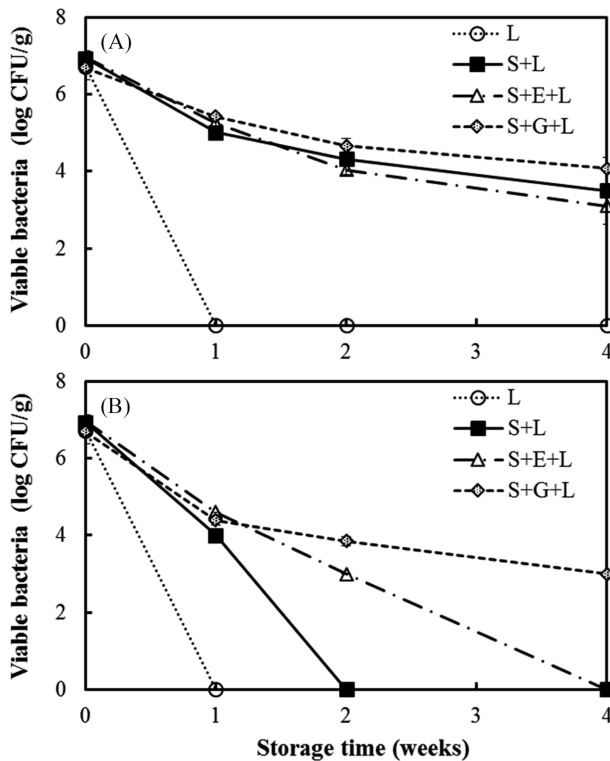 (A)
L
S+L
S+E+L
S+G+L
Viable bacteria (log CFU/g)
8
6
4
2
0
0 1 2 3 4
(B)
L
S+L
S+E+L
S+G+L
Viable bacteria (log CFU/g)
8
6
4
2
0
0 1 2 3 4
Storage time (weeks)